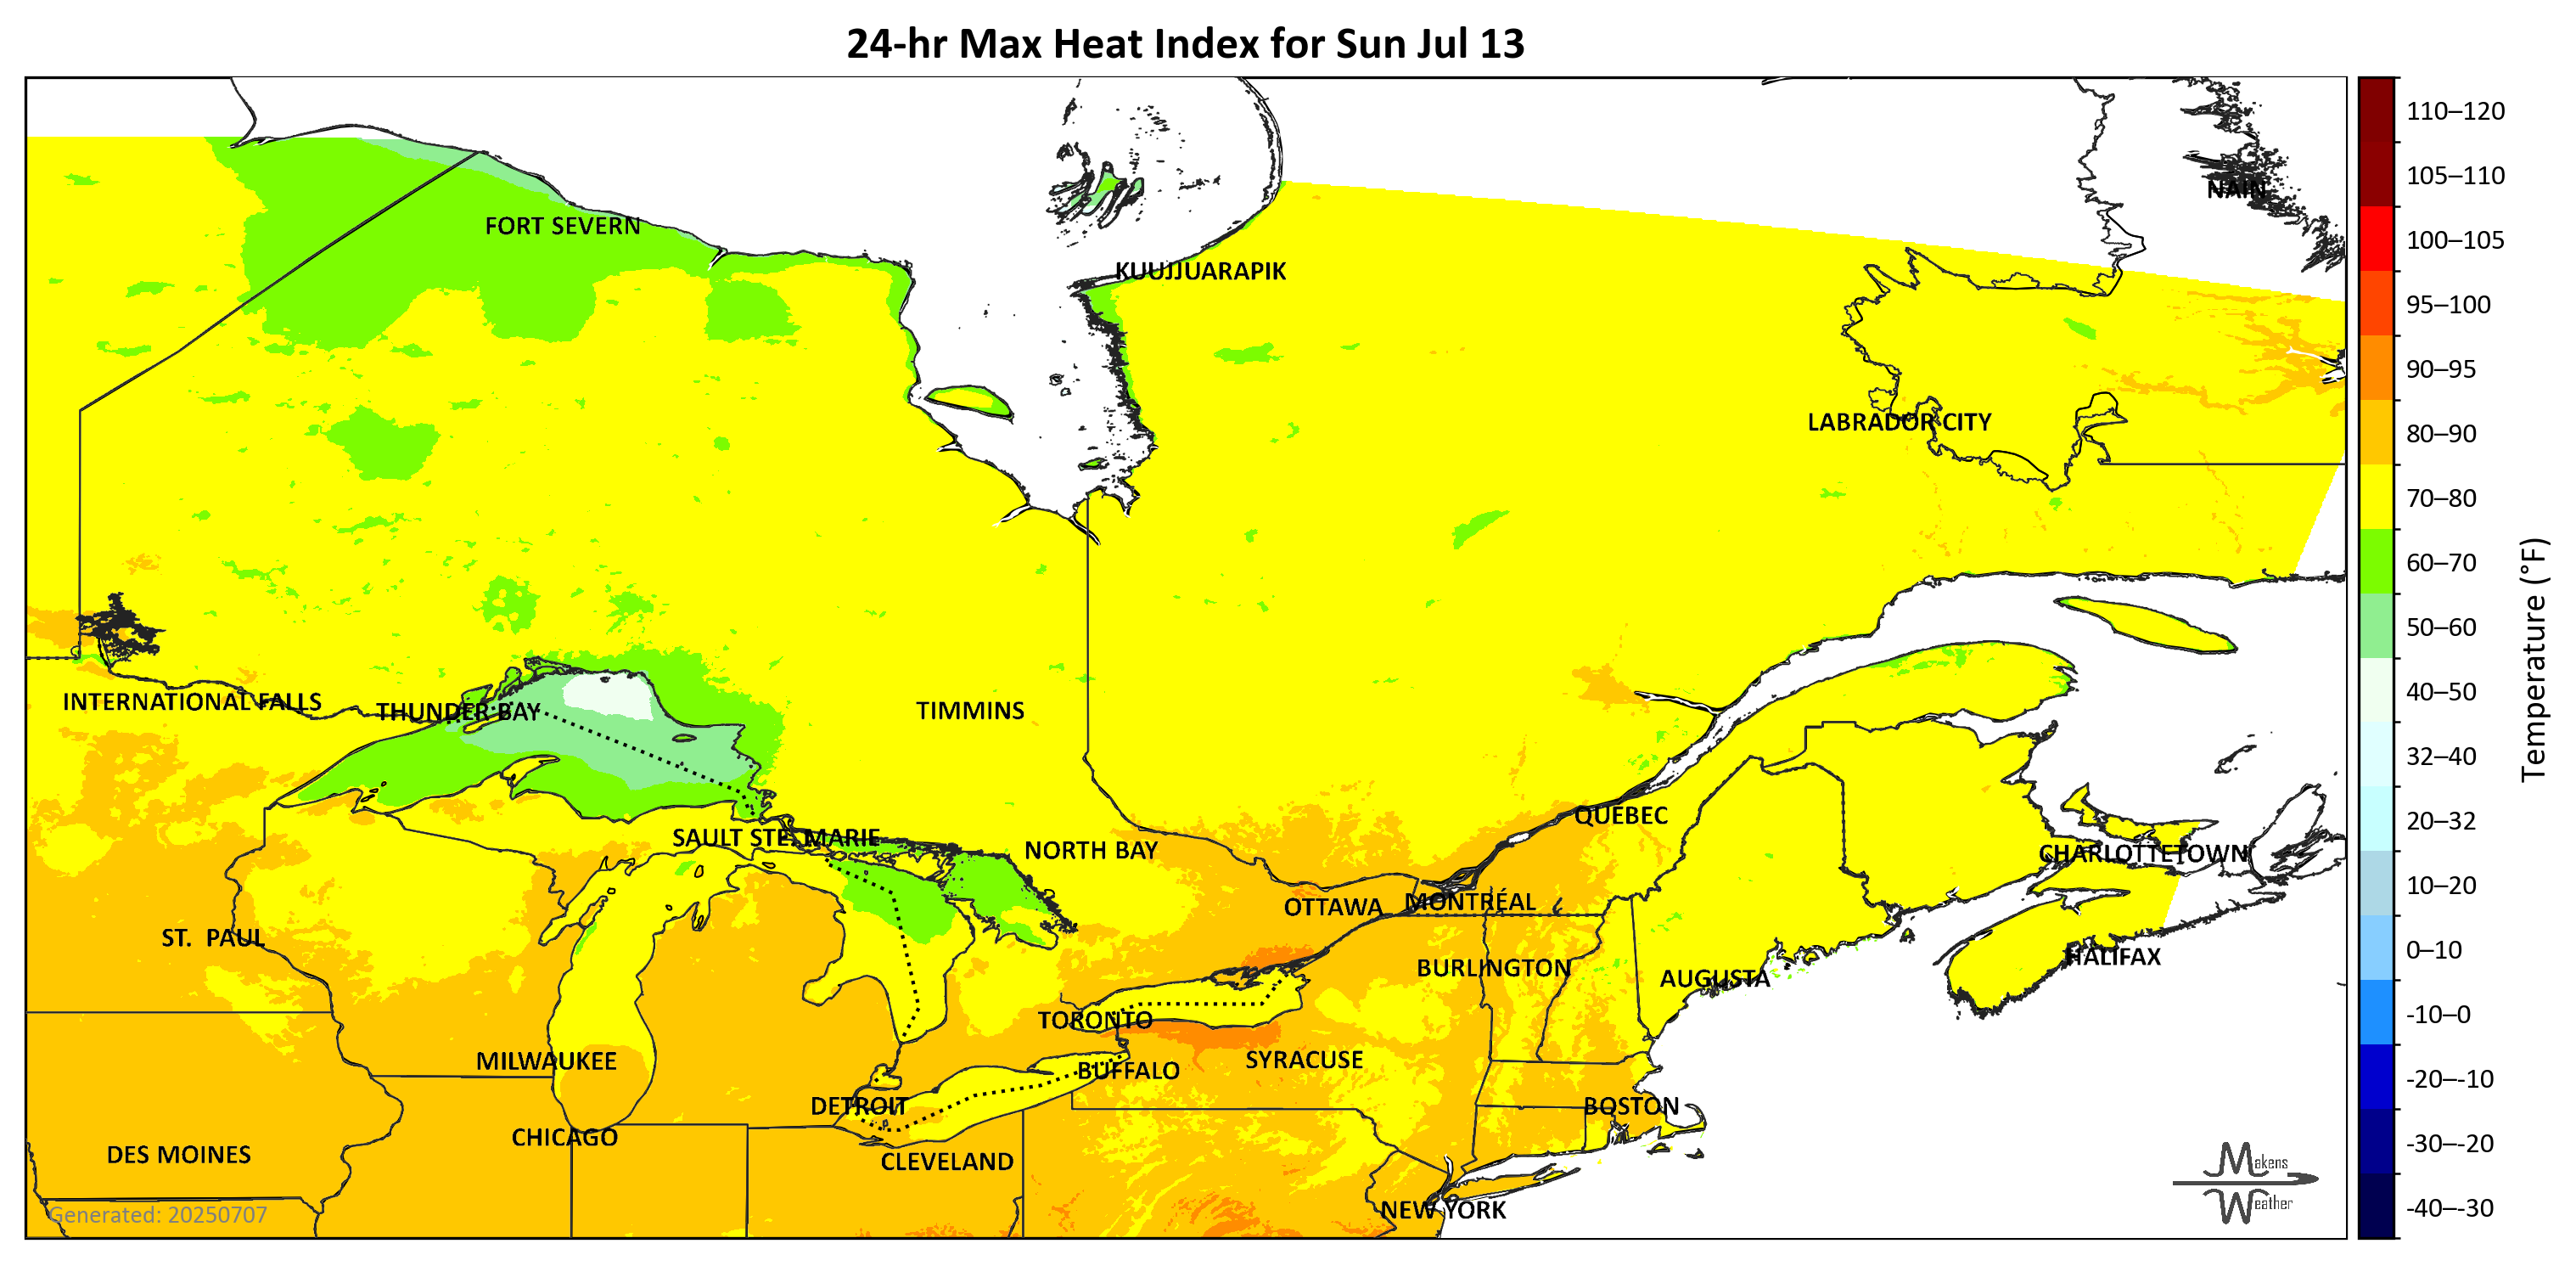 24-hr Max Heat Index for Sun Jul 13
110–120
105–110
NAIN
FORT SEVERN
100–105
KUUJJUARAPIK
95–100
90–95
LABRADOR CITY
80–90
70–80
60–70
50–60
Temperature (°F)
INTERNATIONAL FALLS
THUNDER BAY
TIMMINS
40–50
32–40
QUÉBEC
20–32
SAULT STE. MARIE
NORTH BAY
CHARLOTTETOWN
10–20
OTTAWA
MONTRÉAL
ST. PAUL
BURLINGTON
AUGUSTA
HALIFAX
0–10
TORONTO
-10–0
MILWAUKEE
BUFFALO
SYRACUSE
-20–-10
DETROIT
BOSTON
CHICAGO
DES MOINES
CLEVELAND
-30–-20
Makens
Weather
NEW YORK
-40–-30
Generated: 20250707